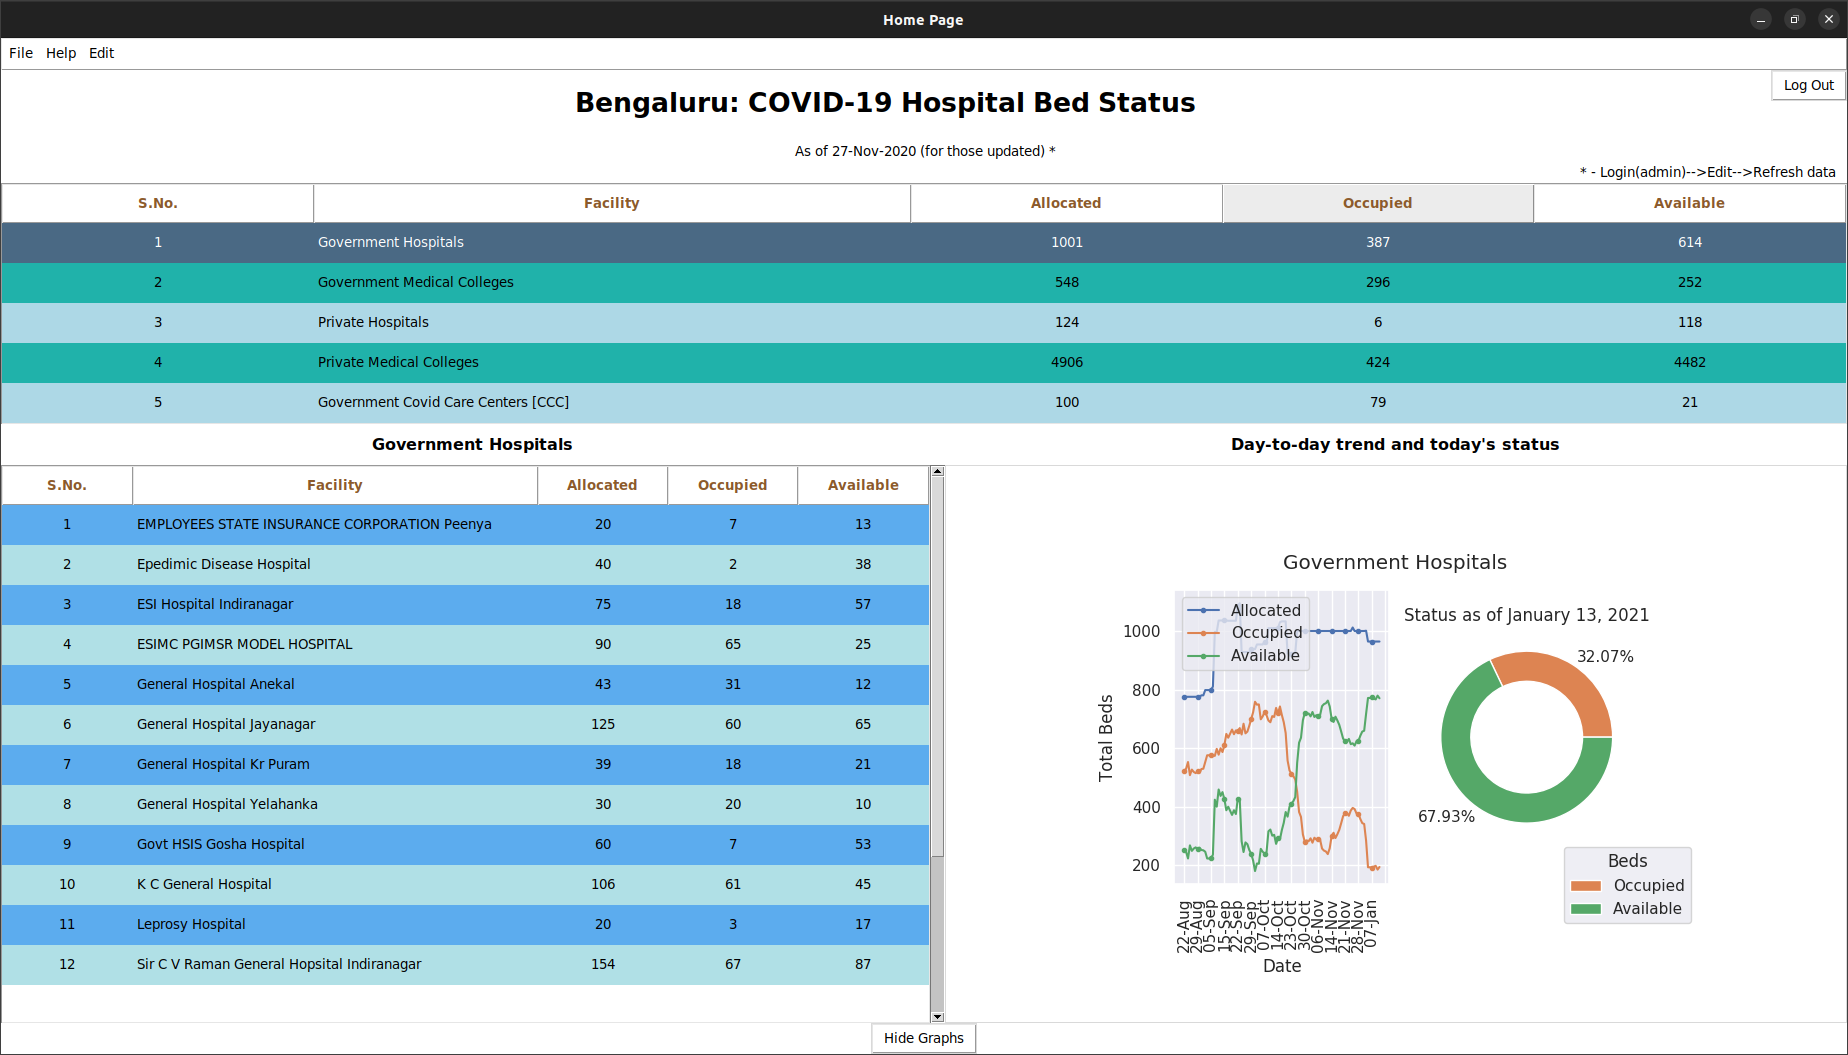 Home Page
File Help Edit
Log Out
Bengaluru: COVID-19 Hospital Bed Status
As of 27-Nov-2020 (for those updated) *
* - Login(admin)-->Edit-->Refresh data
S.No. Facility Allocated Occupied Available
1 Government Hospitals 1001 387 614
2 Government Medical Colleges 548 296 252
3 Private Hospitals 124 6 118
4 Private Medical Colleges 4906 424 4482
5 Government Covid Care Centers [CCC] 100 79 21
Government Hospitals
S.No. Facility Allocated Occupied Available
1 EMPLOYEES STATE INSURANCE CORPORATION Peenya 20 7 13
2 Epedimic Disease Hospital 40 2 38
3 ESI Hospital Indiranagar 75 18 57
4 ESIMC PGIMSR MODEL HOSPITAL 90 65 25
5 General Hospital Anekal 43 31 12
6 General Hospital Jayanagar 125 60 65
7 General Hospital Kr Puram 39 18 21
8 General Hospital Yelahanka 30 20 10
9 Govt HSIS Gosha Hospital 60 7 53
10 K C General Hospital 106 61 45
11 Leprosy Hospital 20 3 17
12 Sir C V Raman General Hopsital Indiranagar 154 67 87
Day-to-day trend and today's status
Government Hospitals
Allocated
Occupied
Available
1000
800
600
400
200
Total Beds
22-Aug
29-Aug
05-Sep
15-Sep
22-Sep
29-Sep
07-Oct
14-Oct
23-Oct
30-Oct
06-Nov
14-Nov
21-Nov
28-Nov
07-Jan
Date
Status as of January 13, 2021
32.07%
67.93%
Beds
Occupied
Available
Hide Graphs